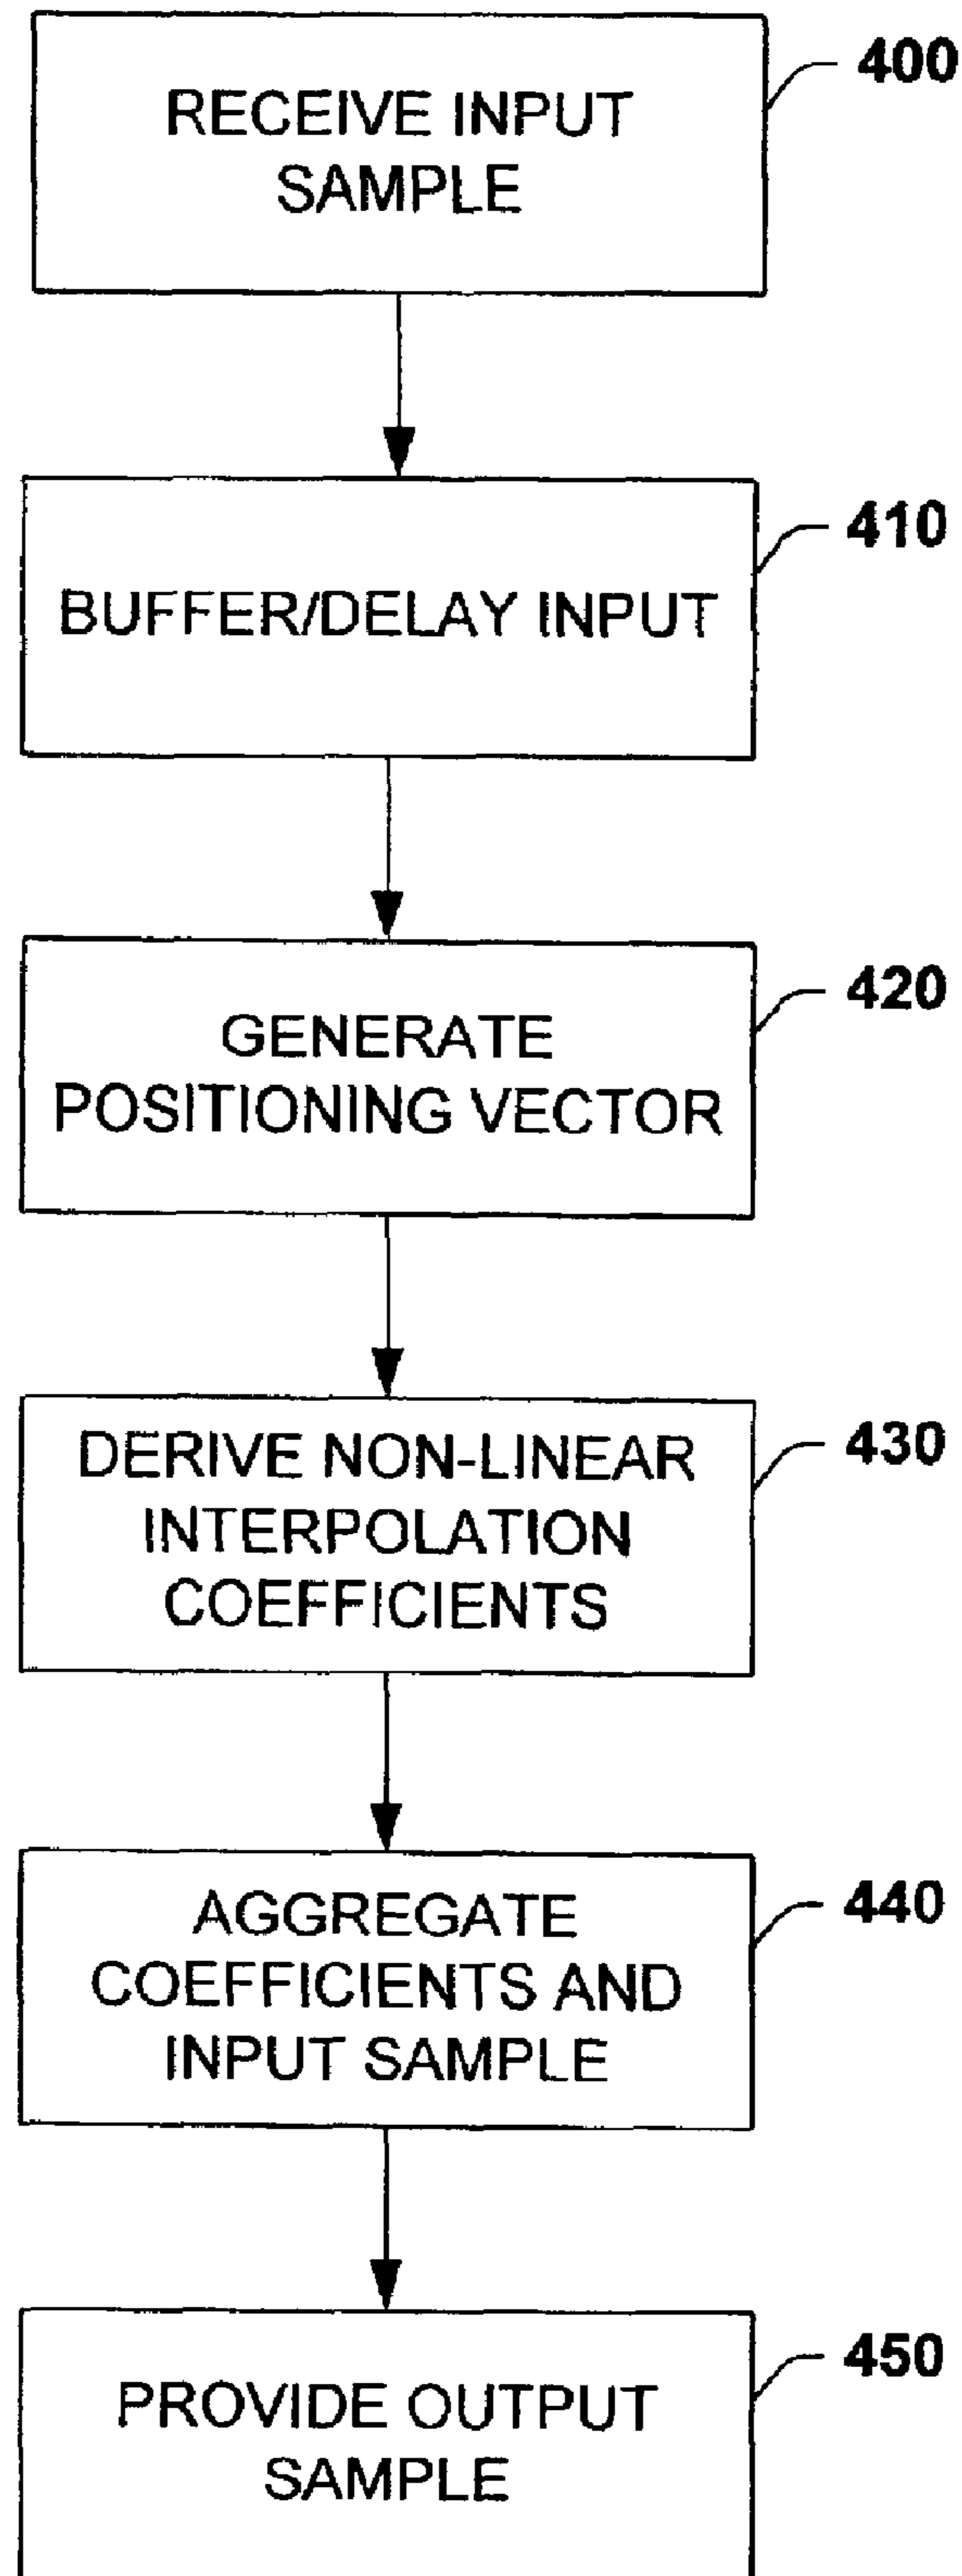 400
RECEIVE INPUT
SAMPLE
410
BUFFER/DELAY INPUT
420
GENERATE
POSITIONING VECTOR
430
DERIVE NON-LINEAR
INTERPOLATION
COEFFICIENTS
440
AGGREGATE
COEFFICIENTS AND
INPUT SAMPLE
450
PROVIDE OUTPUT
SAMPLE